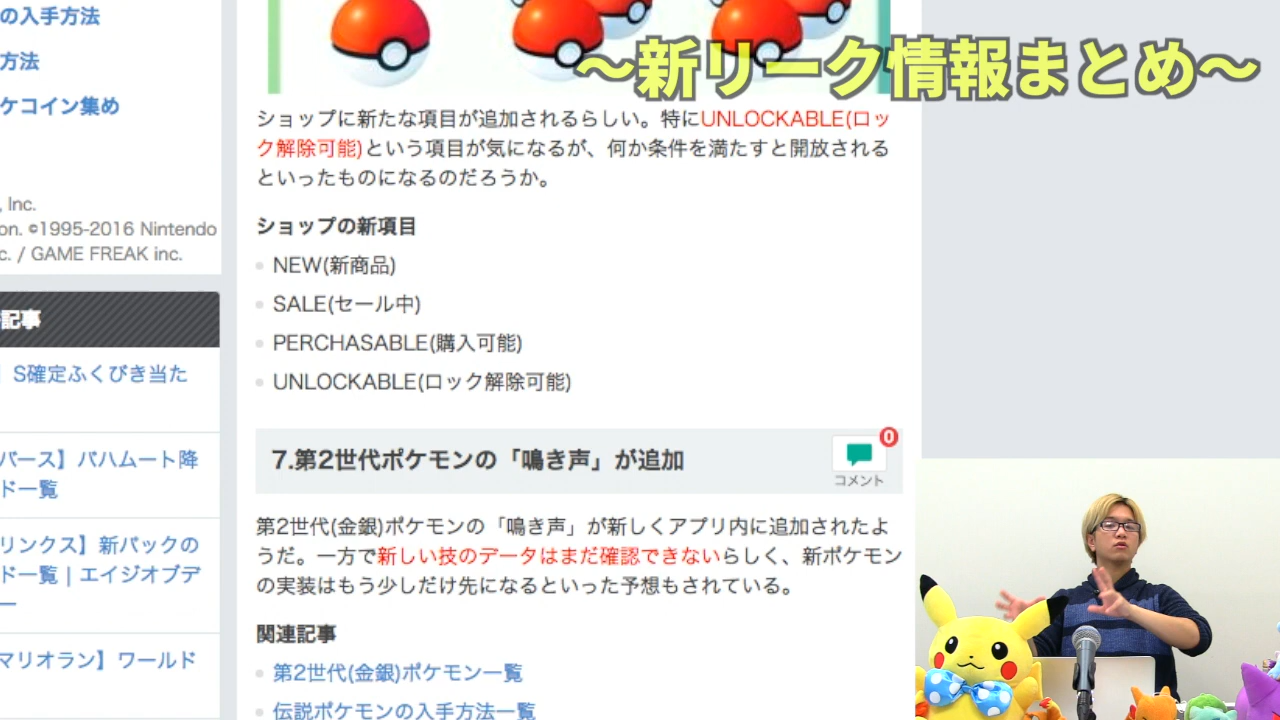 ～新リーク情報まとめ～
の入手方法
方法
ケコイン集め
, Inc.
on. ©1995-2016 Nintendo
c. / GAME FREAK inc.
記事
S確定ふくびき当た
バース】バハムート降
ド一覧
リンクス】新パックの
ド一覧 | エイジオブデ
ー
マリオラン】ワールド
ショップに新たな項目が追加されるらしい。特にUNLOCKABLE(ロッ
ク解除可能)という項目が気になるが、何か条件を満たすと開放される
といったものになるのだろうか。
ショップの新項目
NEW(新商品)
SALE(セール中)
PERCHASABLE(購入可能)
UNLOCKABLE(ロック解除可能)
7.第2世代ポケモンの「鳴き声」が追加
0
コメント
第2世代(金銀)ポケモンの「鳴き声」が新しくアプリ内に追加されたよ
うだ。一方で新しい技のデータはまだ確認できないらしく、新ポケモン
の実装はもう少しだけ先になるといった予想もされている。
関連記事
第2世代(金銀)ポケモン一覧
伝説ポケモンの入手方法一覧